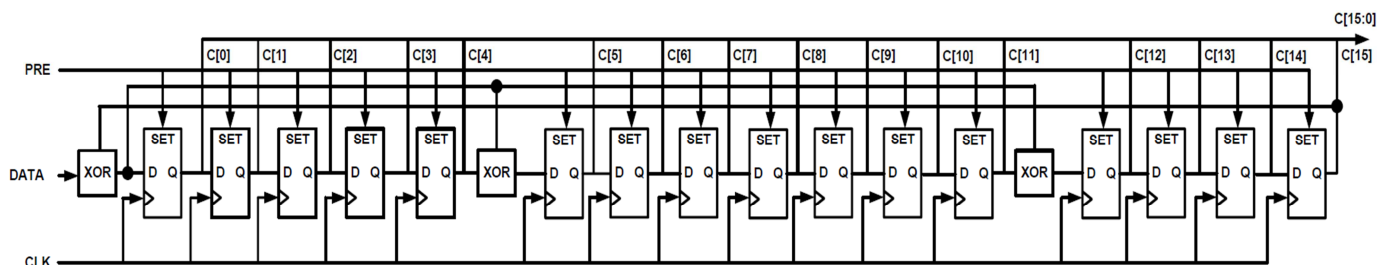 C[15:0]
C[0] C[1] C[2] C[3] C[4] C[5] C[6] C[7] C[8] C[9] C[10] C[11] C[12] C[13] C[14] C[15]
PRE
SET SET SET SET SET SET SET SET SET SET SET SET SET SET SET SET
DATA XOR D Q D Q D Q D Q D Q XOR D Q D Q D Q D Q D Q D Q D Q XOR D Q D Q D Q D Q
CLK